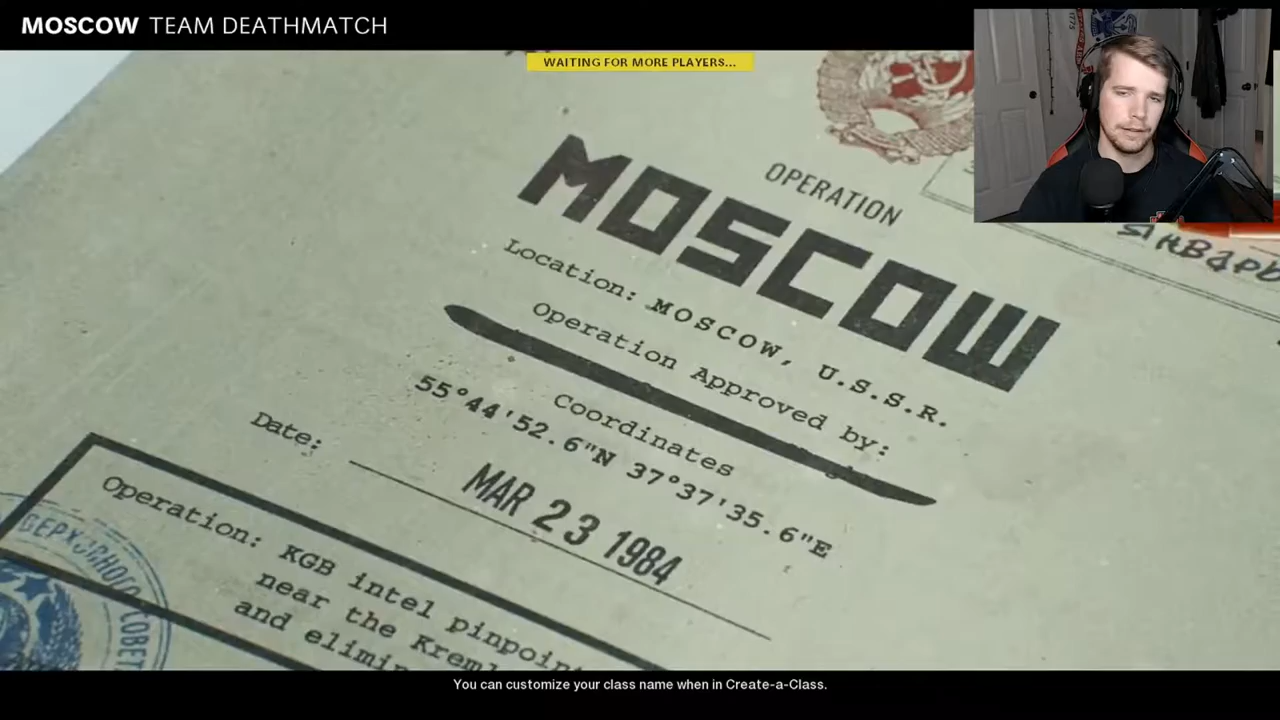 MOSCOW TEAM DEATHMATCH
WAITING FOR MORE PLAYERS...
OPERATION
MOSCOW
Location: MOSCOW, U.S.S.R.
Operation Approved by:
Coordinates
55°44'52.6"N 37°37'35.6"E
Date:
MAR 23 1984
Operation: KGB intel pinpoint
near the Kreml
and elimin
You can customize your class name when in Create-a-Class.